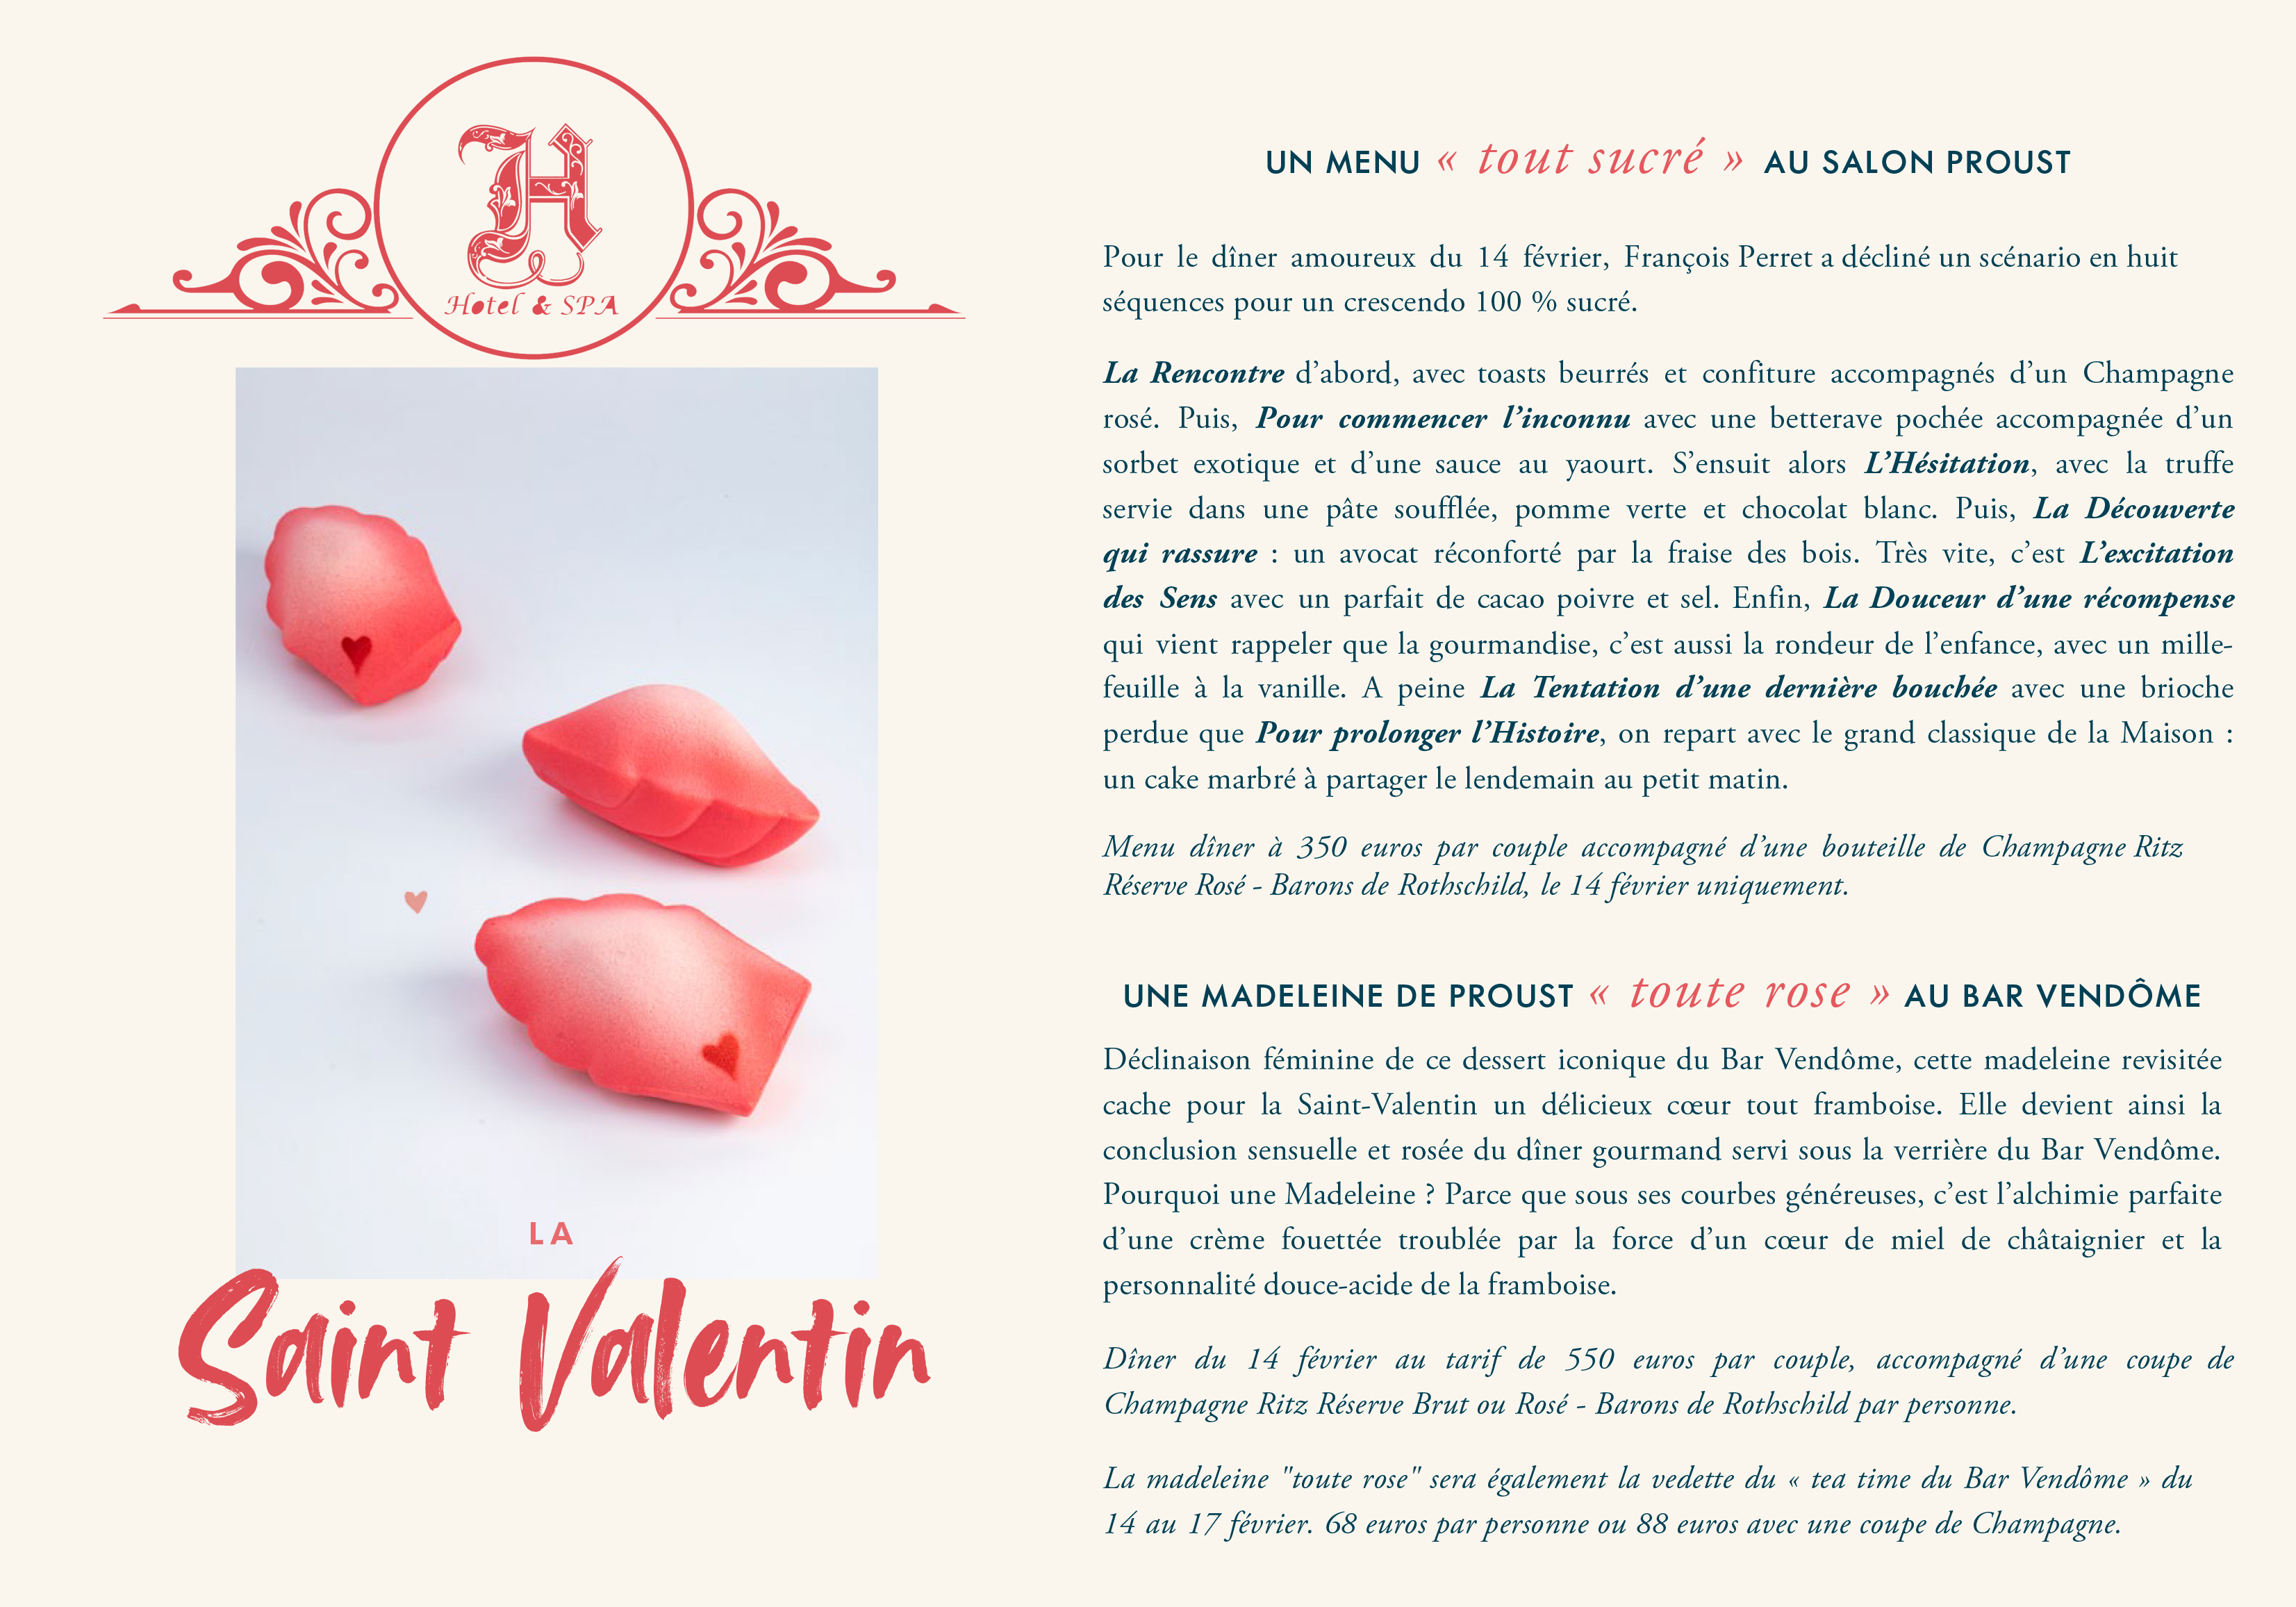 H
Hotel & SPA
LA
Saint Valentin
UN MENU « tout sucré » AU SALON PROUST
Pour le dîner amoureux du 14 février, François Perret a décliné un scénario en huit
séquences pour un crescendo 100 % sucré.
La Rencontre d’abord, avec toasts beurrés et confiture accompagnés d’un Champagne
rosé. Puis, Pour commencer l’inconnu avec une betterave pochée accompagnée d’un
sorbet exotique et d’une sauce au yaourt. S’ensuit alors L’Hésitation, avec la truffe
servie dans une pâte soufflée, pomme verte et chocolat blanc. Puis, La Découverte
qui rassure : un avocat réconforté par la fraise des bois. Très vite, c’est L’excitation
des Sens avec un parfait de cacao poivre et sel. Enfin, La Douceur d’une récompense
qui vient rappeler que la gourmandise, c’est aussi la rondeur de l’enfance, avec un mille-
feuille à la vanille. A peine La Tentation d’une dernière bouchée avec une brioche
perdue que Pour prolonger l’Histoire, on repart avec le grand classique de la Maison :
un cake marbré à partager le lendemain au petit matin.
Menu dîner à 350 euros par couple accompagné d’une bouteille de Champagne Ritz
Réserve Rosé - Barons de Rothschild, le 14 février uniquement.
UNE MADELEINE DE PROUST « toute rose » AU BAR VENDÔME
Déclinaison féminine de ce dessert iconique du Bar Vendôme, cette madeleine revisitée
cache pour la Saint-Valentin un délicieux cœur tout framboise. Elle devient ainsi la
conclusion sensuelle et rosée du dîner gourmand servi sous la verrière du Bar Vendôme.
Pourquoi une Madeleine ? Parce que sous ses courbes généreuses, c’est l’alchimie parfaite
d’une crème fouettée troublée par la force d’un cœur de miel de châtaignier et la
personnalité douce-acide de la framboise.
Dîner du 14 février au tarif de 550 euros par couple, accompagné d’une coupe de
Champagne Ritz Réserve Brut ou Rosé - Barons de Rothschild par personne.
La madeleine "toute rose" sera également la vedette du « tea time du Bar Vendôme » du
14 au 17 février. 68 euros par personne ou 88 euros avec une coupe de Champagne.